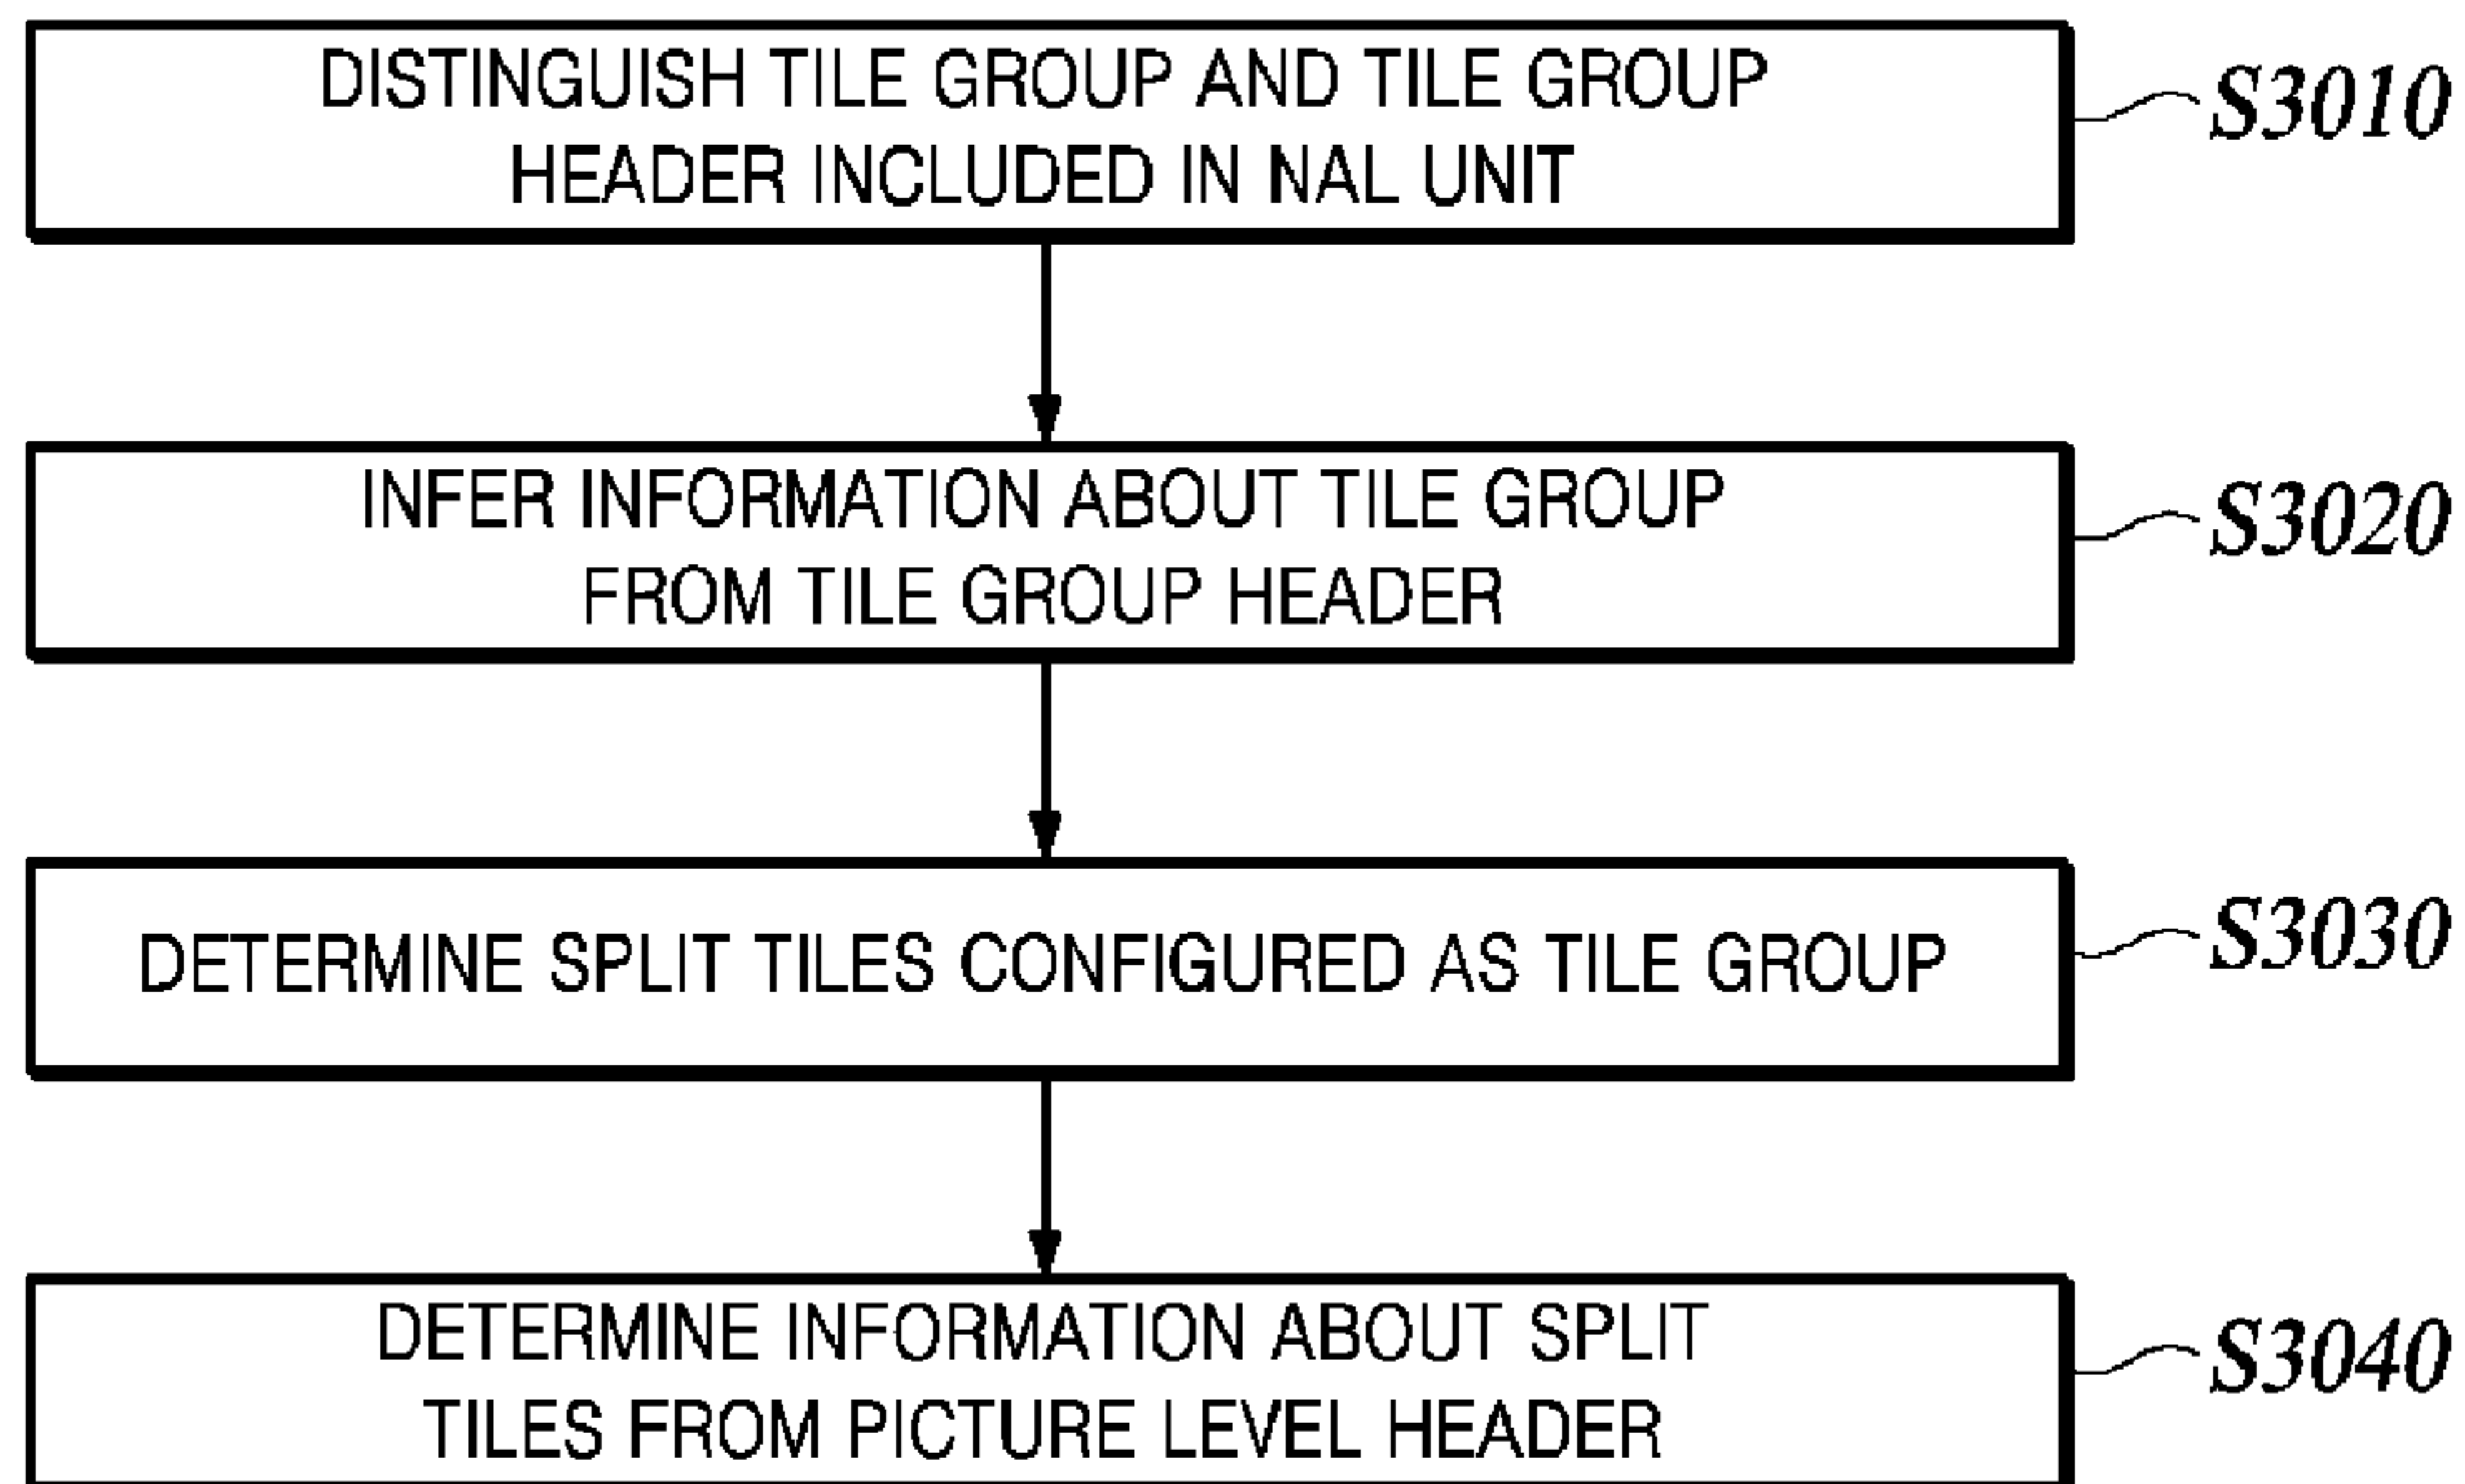 DISTINGUISH TILE GROUP AND TILE GROUP
HEADER INCLUDED IN NAL UNIT
S3010
INFER INFORMATION ABOUT TILE GROUP
FROM TILE GROUP HEADER
S3020
DETERMINE SPLIT TILES CONFIGURED AS TILE GROUP
S3030
DETERMINE INFORMATION ABOUT SPLIT
TILES FROM PICTURE LEVEL HEADER
S3040